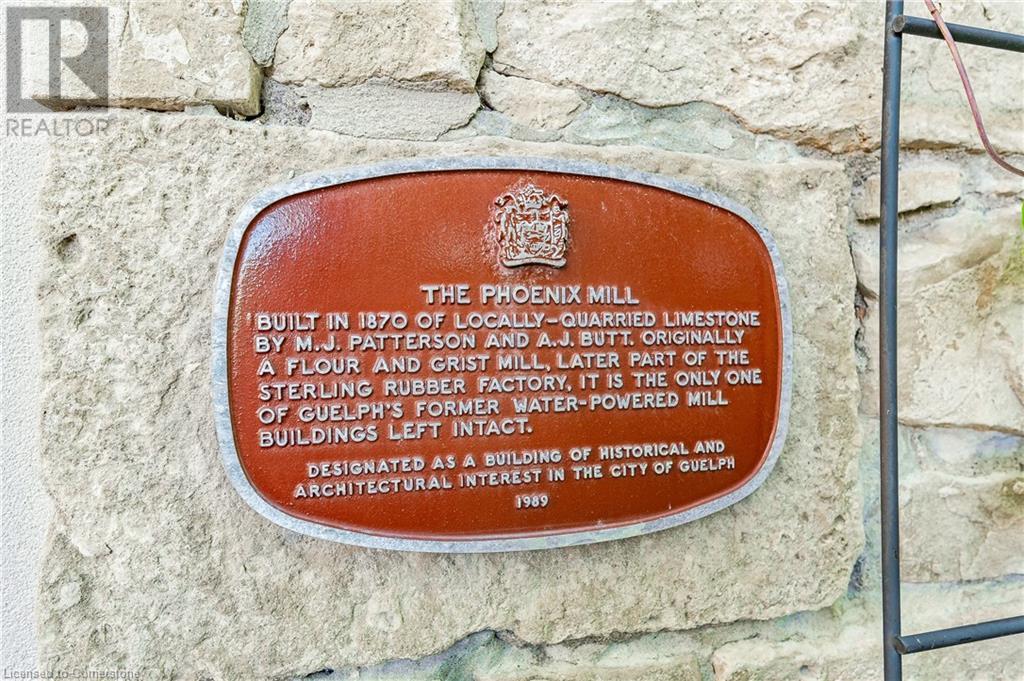 R
REALTOR®
THE PHOENIX MILL
BUILT IN 1870 OF LOCALLY-QUARRIED LIMESTONE
BY M.J. PATTERSON AND A.J. BUTT. ORIGINALLY
A FLOUR AND GRIST MILL, LATER PART OF THE
STERLING RUBBER FACTORY, IT IS THE ONLY ONE
OF GUELPH'S FORMER WATER-POWERED MILL
BUILDINGS LEFT INTACT.
DESIGNATED AS A BUILDING OF HISTORICAL AND
ARCHITECTURAL INTEREST IN THE CITY OF GUELPH
1989
Licensed to Cornerstone